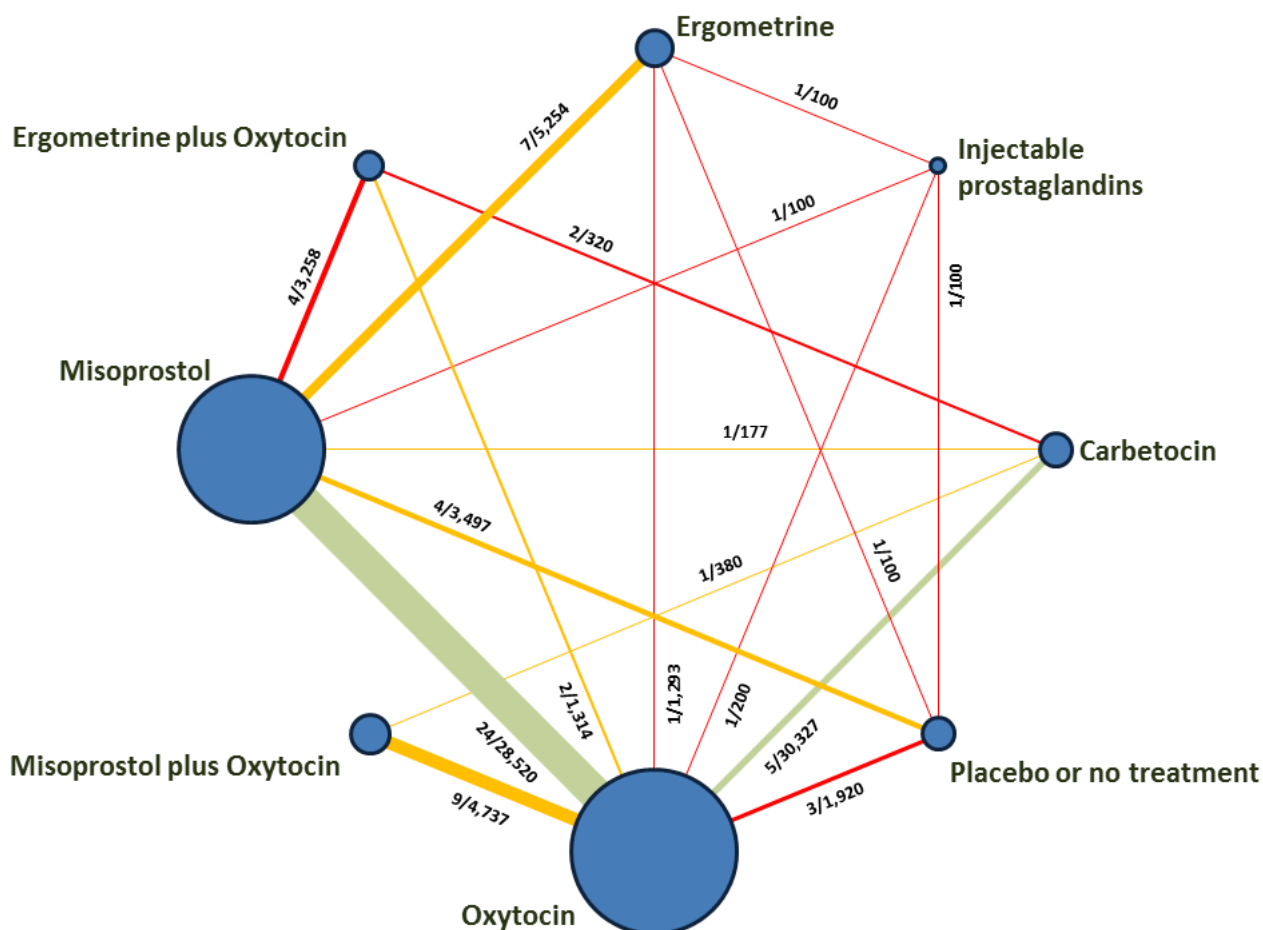 Ergometrine
1/100
Ergometrine plus Oxytocin
7/5,254
Injectable
prostaglandins
1/100
2/320
4/3,258
1/100
Misoprostol
1/177
Carbetocin
4/3,497
1/100
1/380
2/1,314
1/1,293
1/200
24/28,520
5/30,327
Misoprostol plus Oxytocin
Placebo or no treatment
9/4,737
3/1,920
Oxytocin